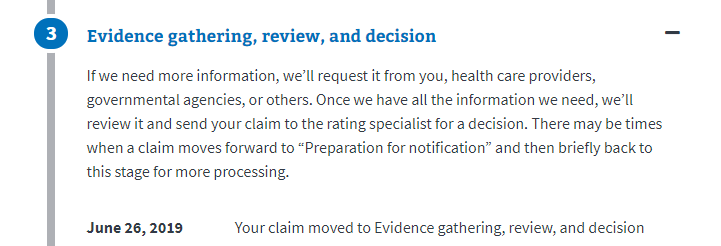 3
Evidence gathering, review, and decision
If we need more information, we’ll request it from you, health care providers,
governmental agencies, or others. Once we have all the information we need, we’ll
review it and send your claim to the rating specialist for a decision. There may be times
when a claim moves forward to “Preparation for notification” and then briefly back to
this stage for more processing.
June 26, 2019 Your claim moved to Evidence gathering, review, and decision